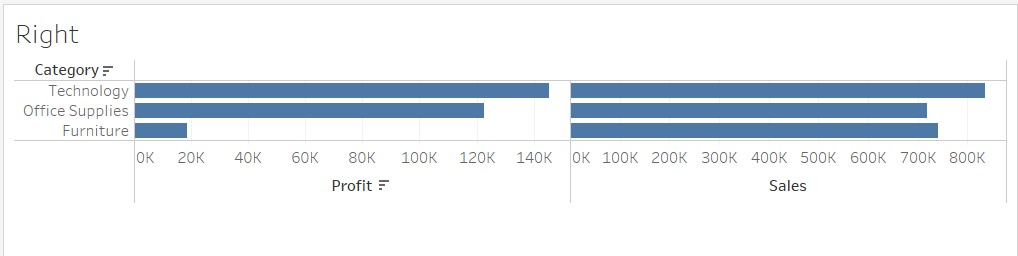 Right
Category
Technology
Office Supplies
Furniture
0K 20K 40K 60K 80K 100K 120K 140K 0K 100K 200K 300K 400K 500K 600K 700K 800K
Profit Sales